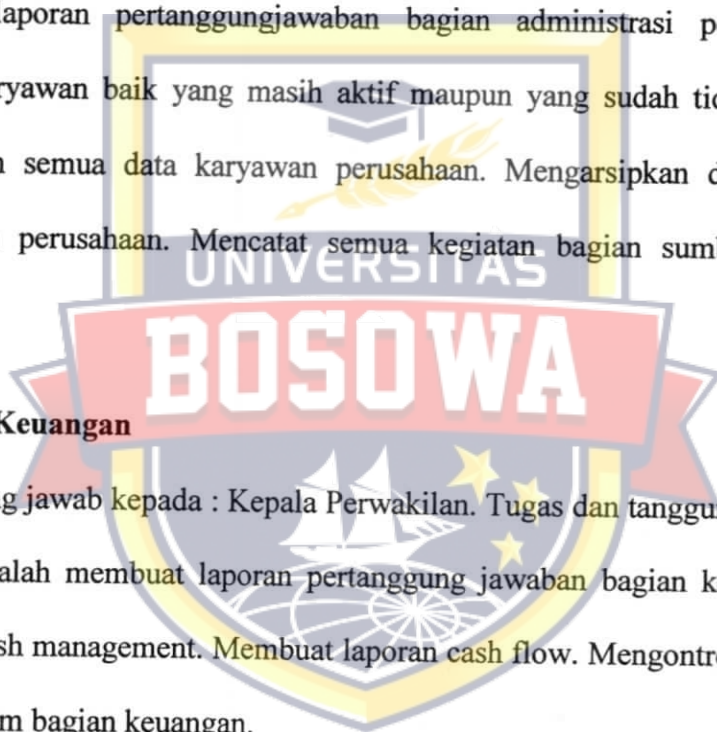 laporan pertanggungjawaban bagian administrasi p
ryawan baik yang masih aktif maupun yang sudah tid
n semua data karyawan perusahaan. Mengarsipkan d
perusahaan. Mencatat semua kegiatan bagian sumb
UNIVERSITAS
BOSOWA
Keuangan
g jawab kepada : Kepala Perwakilan. Tugas dan tanggu
alah membuat laporan pertanggung jawaban bagian k
sh management. Membuat laporan cash flow. Mengontro
m bagian keuangan.